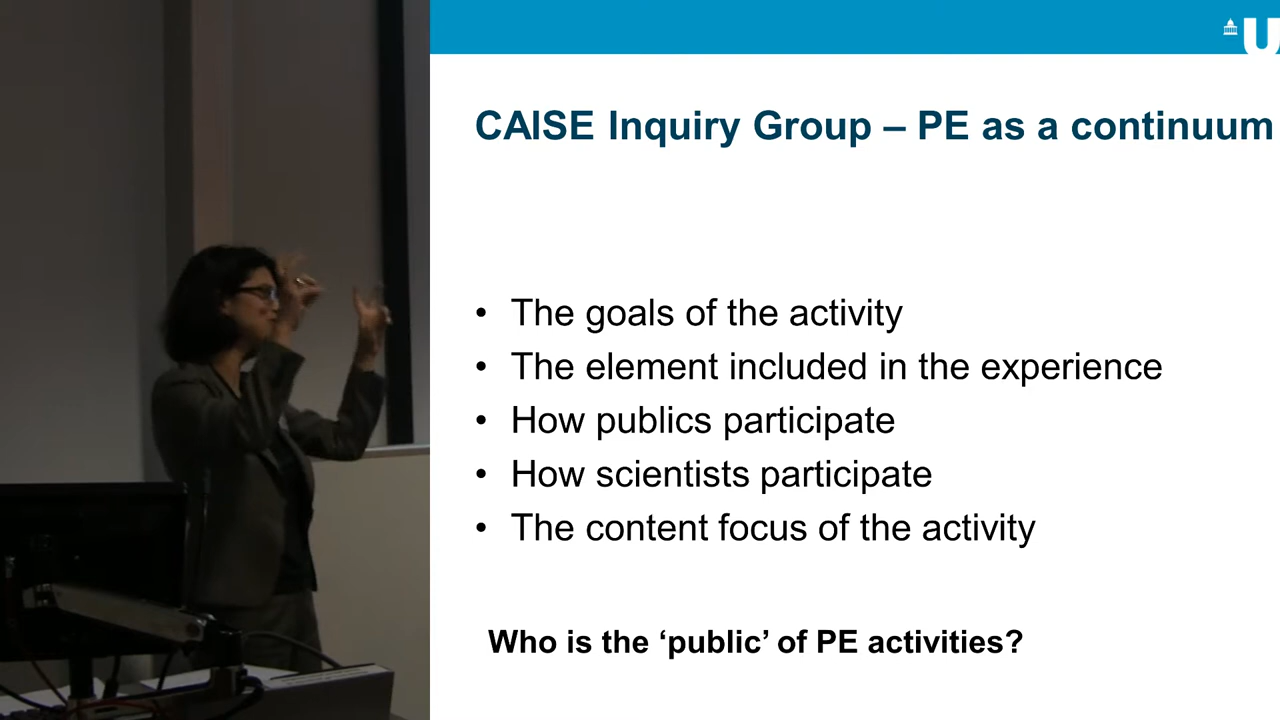 CAISE Inquiry Group – PE as a continuum
• The goals of the activity
• The element included in the experience
• How publics participate
• How scientists participate
• The content focus of the activity
Who is the ‘public’ of PE activities?